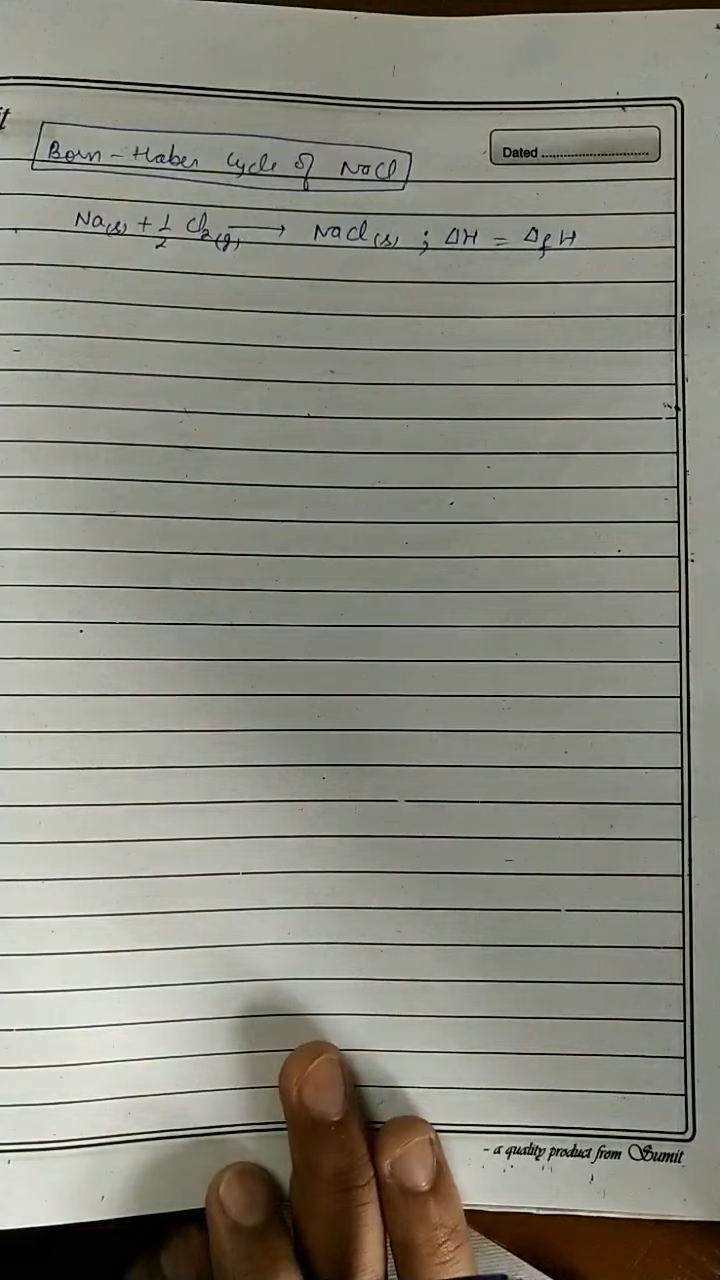 Born-Haber Cycle of NaCl
Dated
Na(s) + 1/2 Cl2(g) → NaCl(s) ; ΔH = ΔfH
- a quality product from Sumit